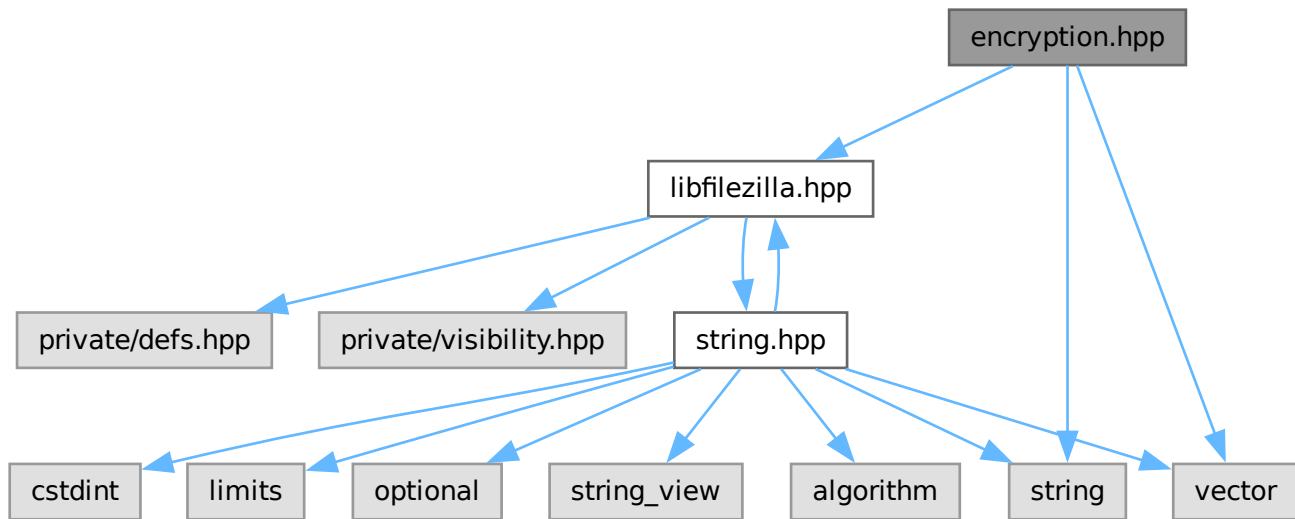 encryption.hpp
libfilezilla.hpp
private/defs.hpp
private/visibility.hpp
string.hpp
cstdint
limits
optional
string_view
algorithm
string
vector